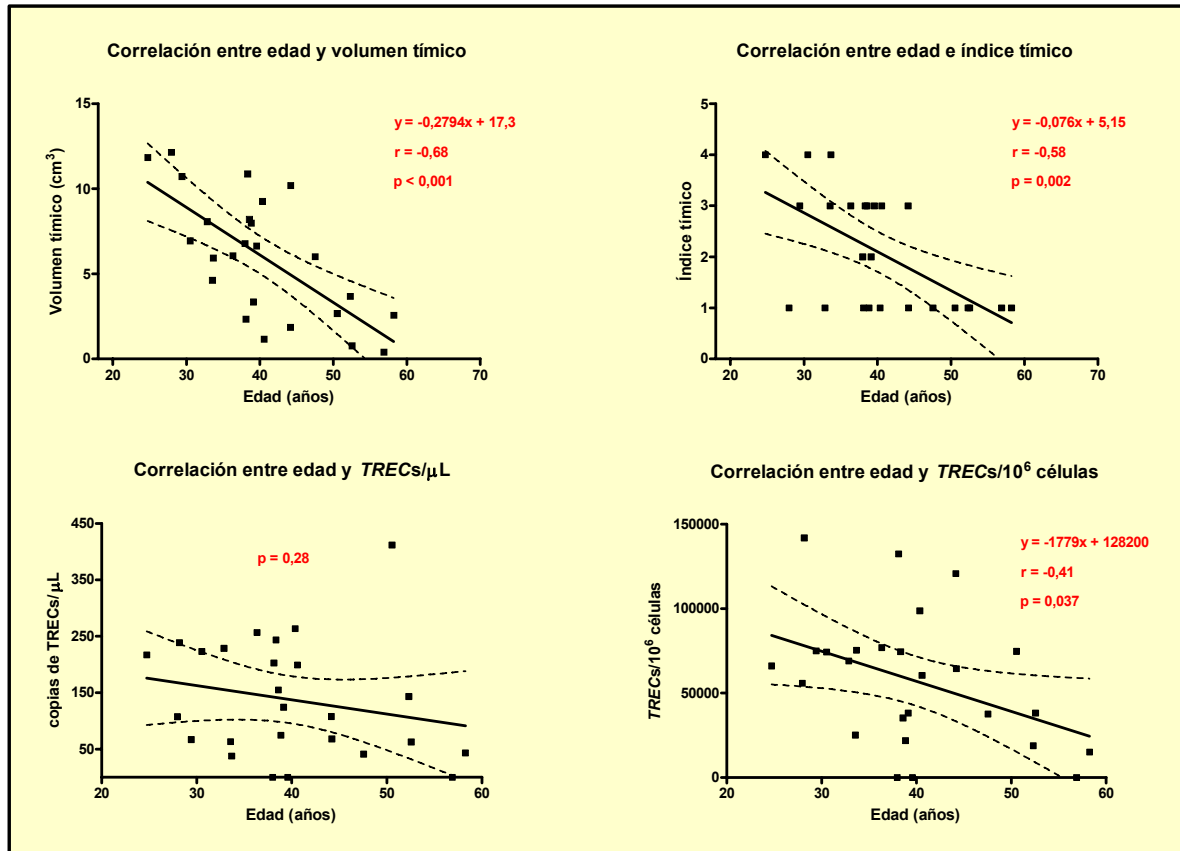 Correlación entre edad y volumen tímico
15
10
5
0
Volumen tímico (cm³)
y = -0,2794x + 17,3
r = -0,68
p < 0,001
20 30 40 50 60 70
Edad (años)
Correlación entre edad e índice tímico
5
4
3
2
1
0
Índice tímico
y = -0,076x + 5,15
r = -0,58
p = 0,002
20 30 40 50 60 70
Edad (años)
Correlación entre edad y TRECs/μL
450
350
250
150
50
copias de TRECs/μL
p = 0,28
20 30 40 50 60
Edad (años)
Correlación entre edad y TRECs/10⁶ células
150000
100000
50000
0
TRECs/10⁶ células
y = -1779x + 128200
r = -0,41
p = 0,037
20 30 40 50 60
Edad (años)